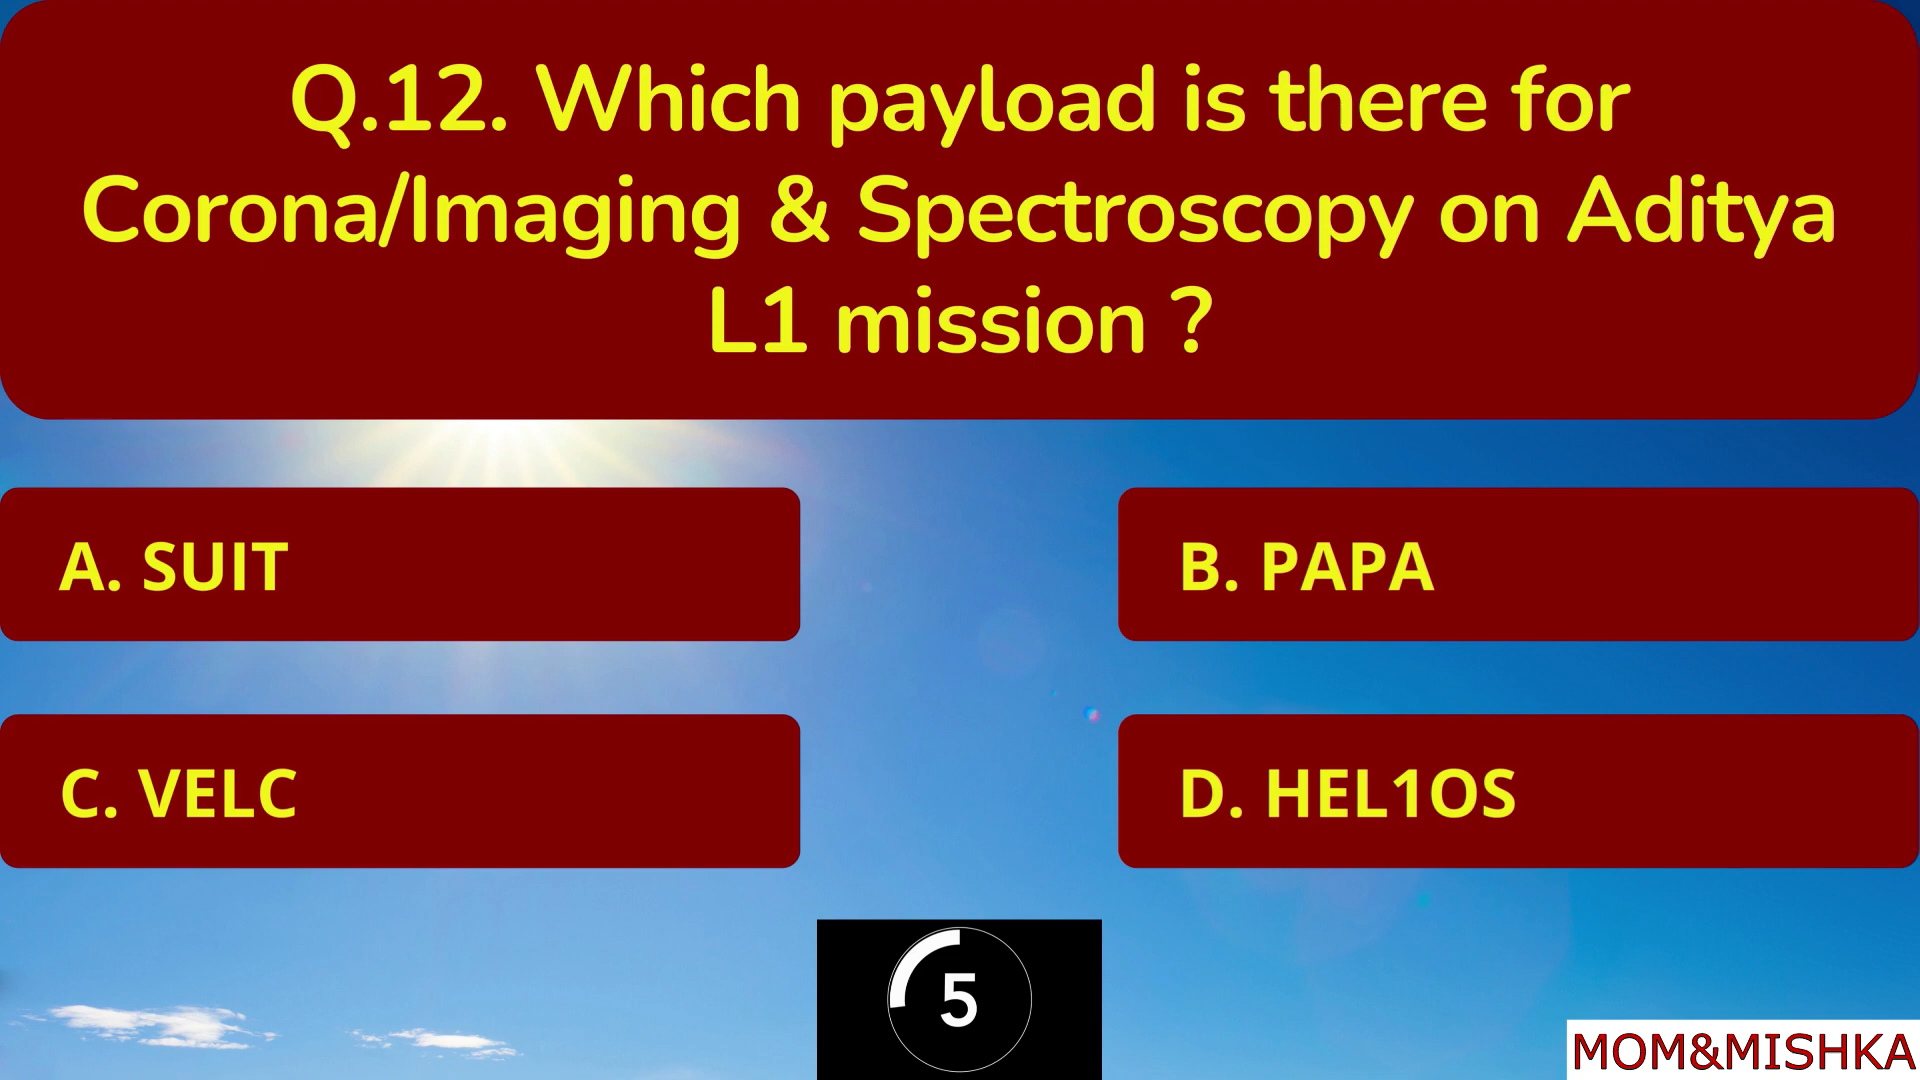 Q.12. Which payload is there for
Corona/Imaging & Spectroscopy on Aditya
L1 mission ?
A. SUIT
B. PAPA
C. VELC
D. HEL1OS
5
MOM&MISHKA